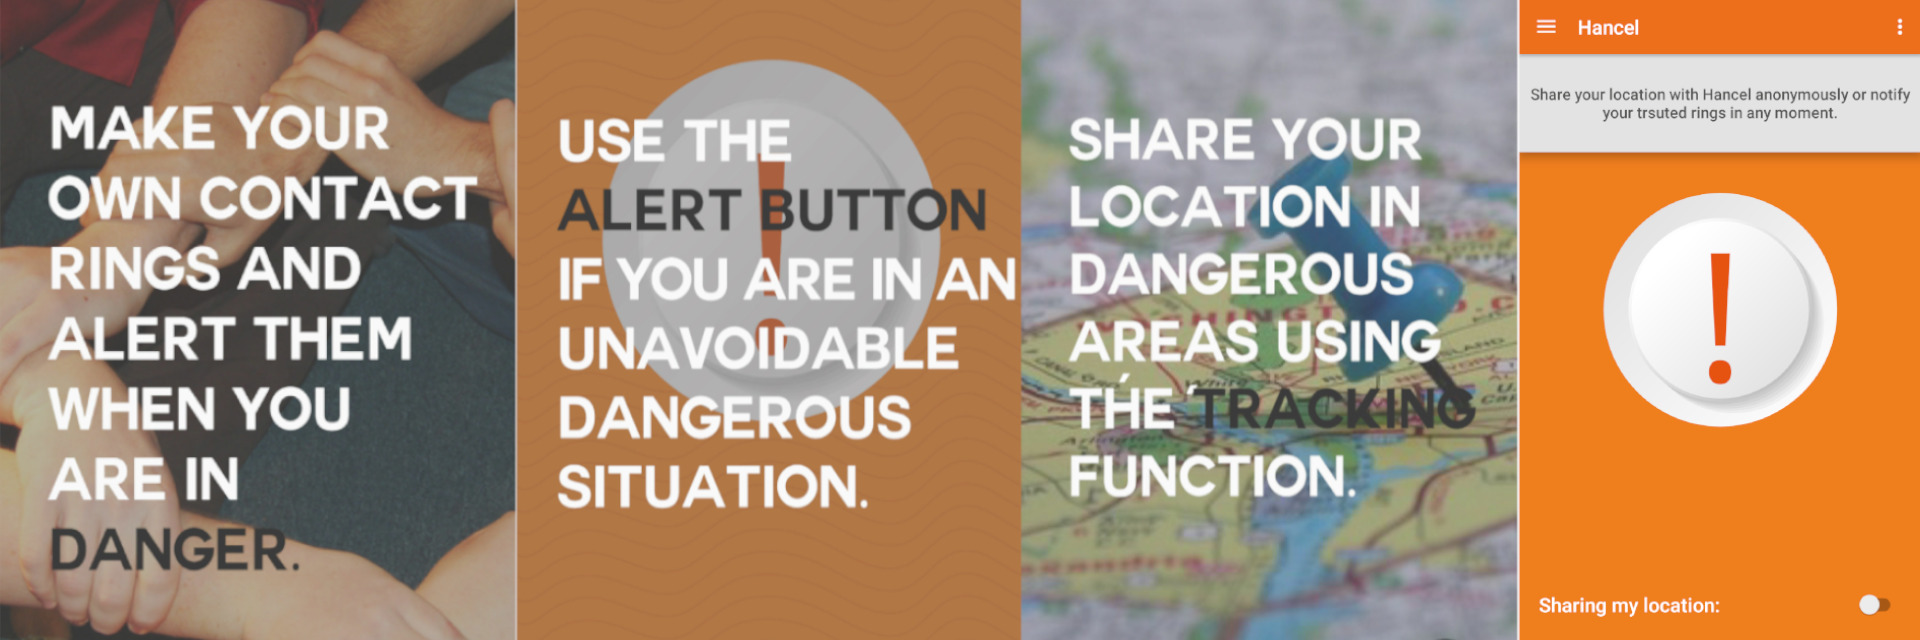 MAKE YOUR
OWN CONTACT
RINGS AND
ALERT THEM
WHEN YOU
ARE IN
DANGER.
USE THE
ALERT BUTTON
IF YOU ARE IN AN
UNAVOIDABLE
DANGEROUS
SITUATION.
SHARE YOUR
LOCATION IN
DANGEROUS
AREAS USING
THE TRACKING
FUNCTION.
Hancel
Share your location with Hancel anonymously or notify
your trsuted rings in any moment.
!
Sharing my location: